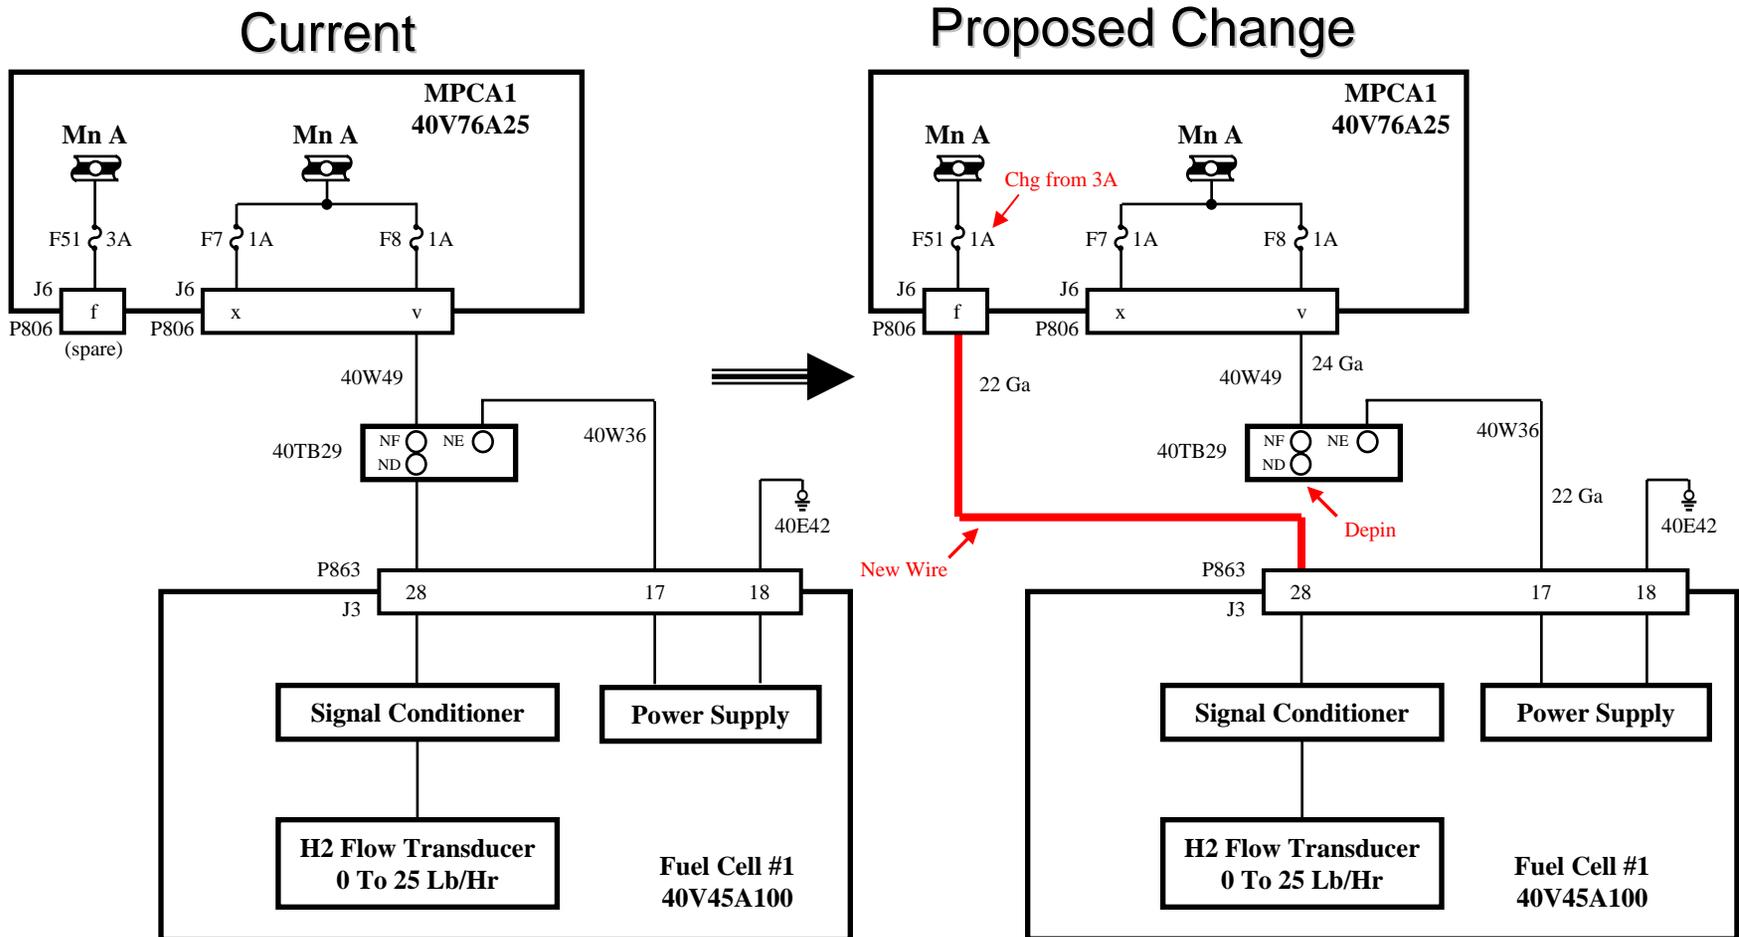 Current
MPCA1
40V76A25
Mn A
Mn A
F51
3A
F7
1A
F8
1A
J6
P806
f
(spare)
J6
P806
x
v
40W49
40TB29
NF
ND
NE
40W36
40E42
P863
J3
28
17
18
Signal Conditioner
Power Supply
H2 Flow Transducer
0 To 25 Lb/Hr
Fuel Cell #1
40V45A100
Proposed Change
MPCA1
40V76A25
Mn A
Mn A
Chg from 3A
F51
1A
F7
1A
F8
1A
J6
P806
f
J6
P806
x
v
22 Ga
40W49
24 Ga
40TB29
NF
ND
NE
40W36
22 Ga
Depin
New Wire
40E42
P863
J3
28
17
18
Signal Conditioner
Power Supply
H2 Flow Transducer
0 To 25 Lb/Hr
Fuel Cell #1
40V45A100